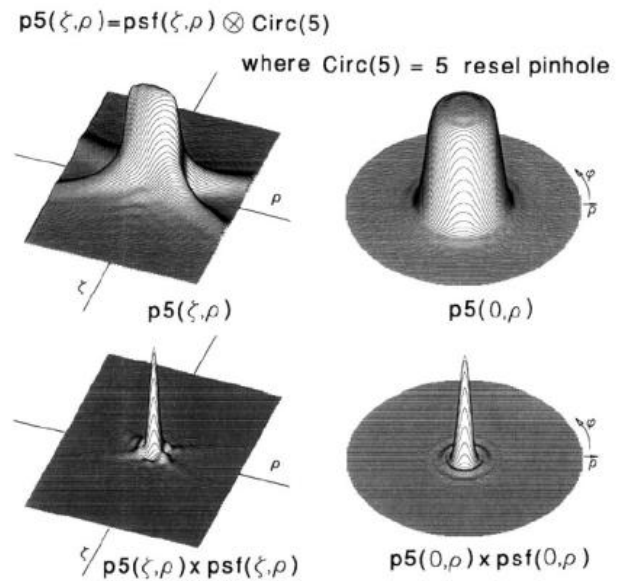 p5(ζ,ρ)=psf(ζ,ρ) ⊗ Circ(5)
where Circ(5) = 5 resel pinhole
ρ
ζ
p5(ζ,ρ)
φ
ρ
p5(0,ρ)
ρ
ζ
p5(ζ,ρ) x psf(ζ,ρ)
φ
ρ
p5(0,ρ) x psf(0,ρ)